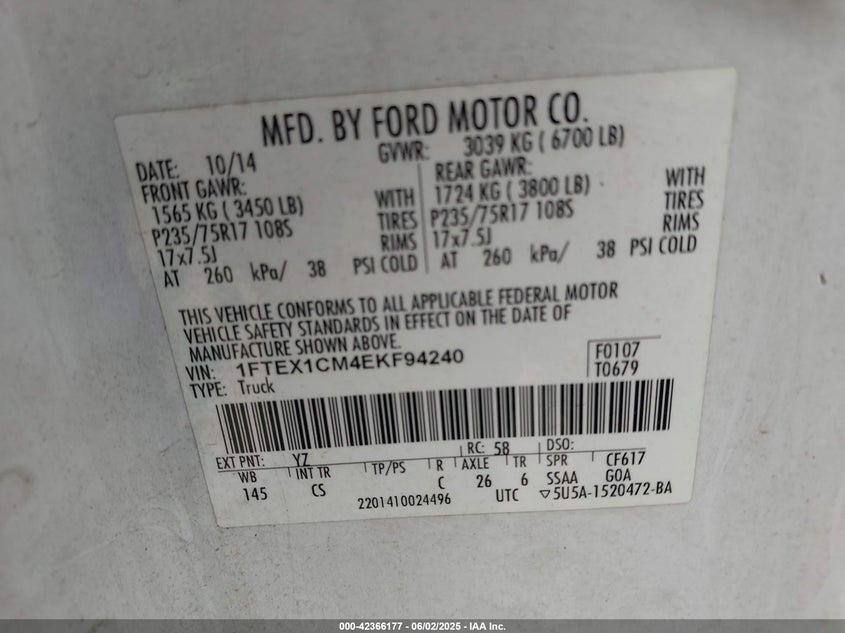 MFD. BY FORD MOTOR CO.
DATE: 10/14 GVWR: 3039 KG ( 6700 LB)
FRONT GAWR: REAR GAWR:
1565 KG ( 3450 LB) WITH 1724 KG ( 3800 LB) WITH
P235/75R17 108S TIRES P235/75R17 108S TIRES
17x7.5J RIMS 17x7.5J RIMS
AT 260 kPa/ 38 PSI COLD AT 260 kPa/ 38 PSI COLD
THIS VEHICLE CONFORMS TO ALL APPLICABLE FEDERAL MOTOR
VEHICLE SAFETY STANDARDS IN EFFECT ON THE DATE OF
MANUFACTURE SHOWN ABOVE.
VIN: 1FTEX1CM4EKF94240 F0107
TYPE: Truck T0679
EXT PNT: YZ RC: 58 DSO:
WB INT TR TP/PS R AXLE TR SPR CF617
145 CS C 26 6 SSAA GOA
2201410024496 UTC ▽5U5A-1520472-BA
000-42366177 - 06/02/2025 - IAA Inc.